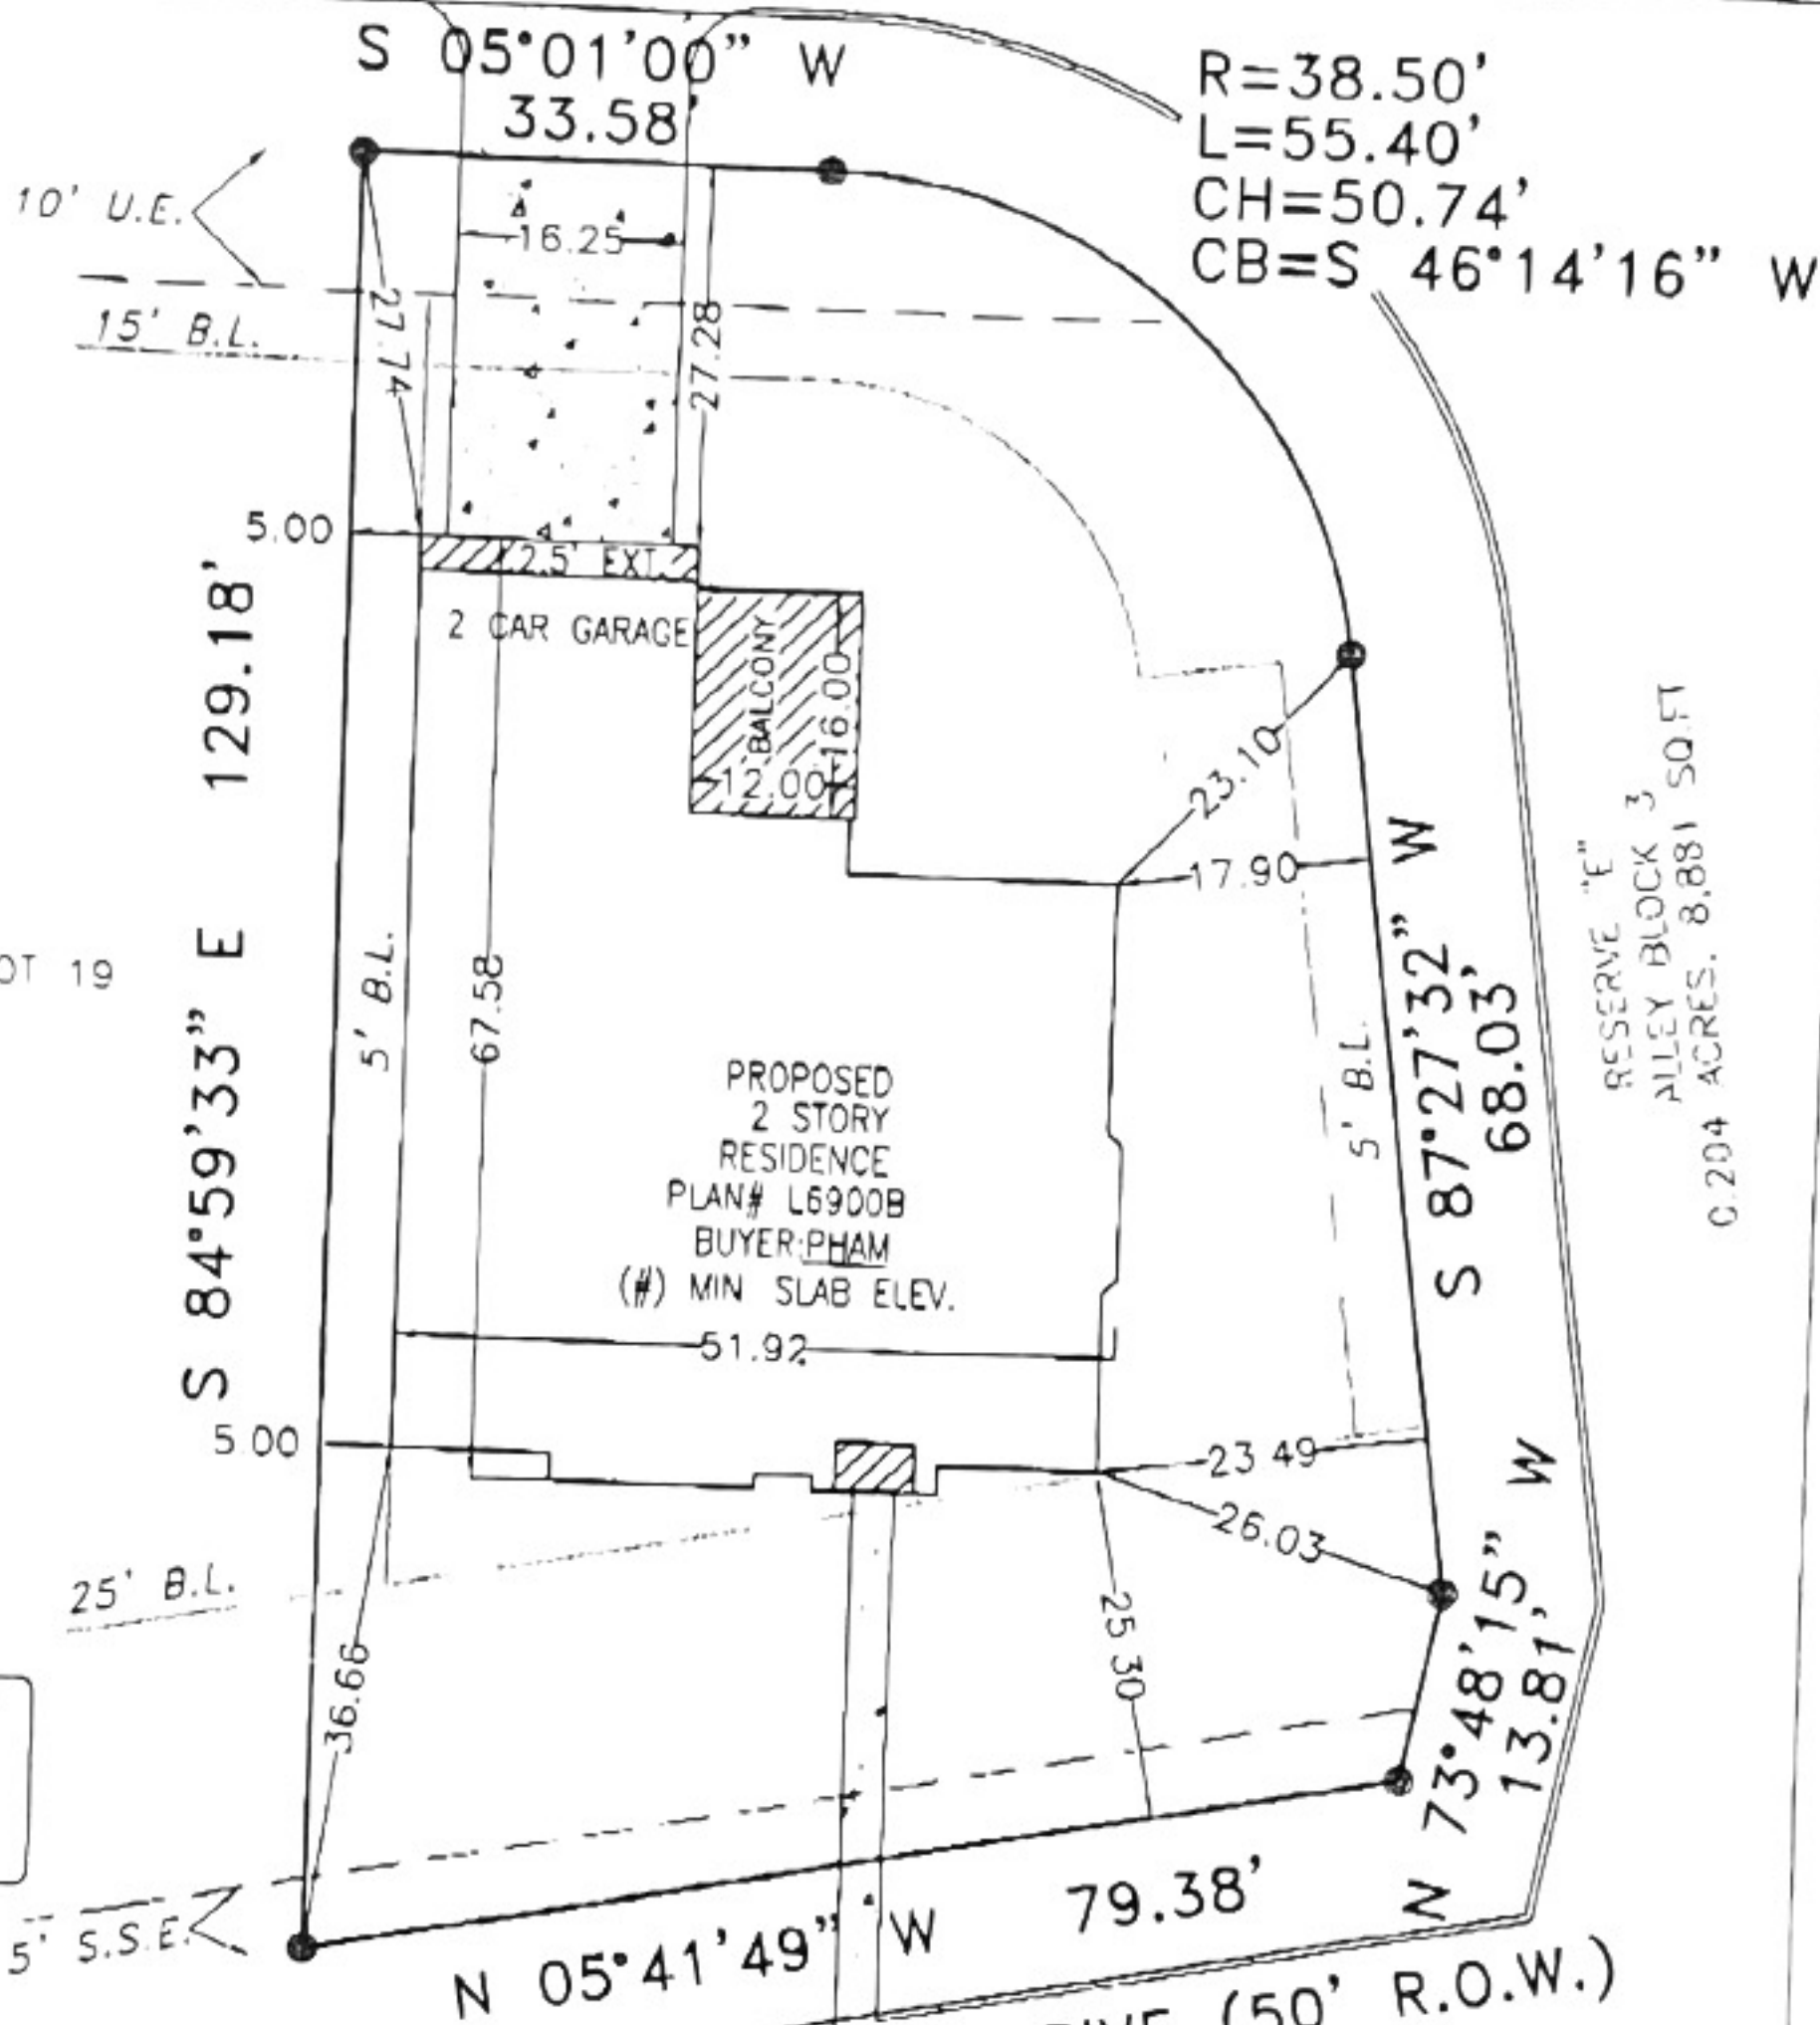 S 05°01'00" W
33.58'
R=38.50'
L=55.40'
CH=50.74'
CB=S 46°14'16" W
10' U.E.
16.25
15' B.L.
27.74
27.28
5.00
2.5' EXT.
2 CAR GARAGE
BALCONY
16.00
12.00
23.10
17.90
S 84°59'33" E 129.18'
5' B.L.
67.58
19
PROPOSED
2 STORY
RESIDENCE
PLAN# L6900B
BUYER:PHAM
(#) MIN SLAB ELEV.
51.92
5' B.L.
S 87°27'32" W
68.03'
RESERVE
ALLEY BLOCK 3
0.204 ACRES. 8,881 SQ.FT
5.00
23.49
26.03
25' B.L.
36.66
25.30
N 73°48'15" W
13.81'
5' S.S.E.
N 05°41'49" W 79.38'
(50' R.O.W.)